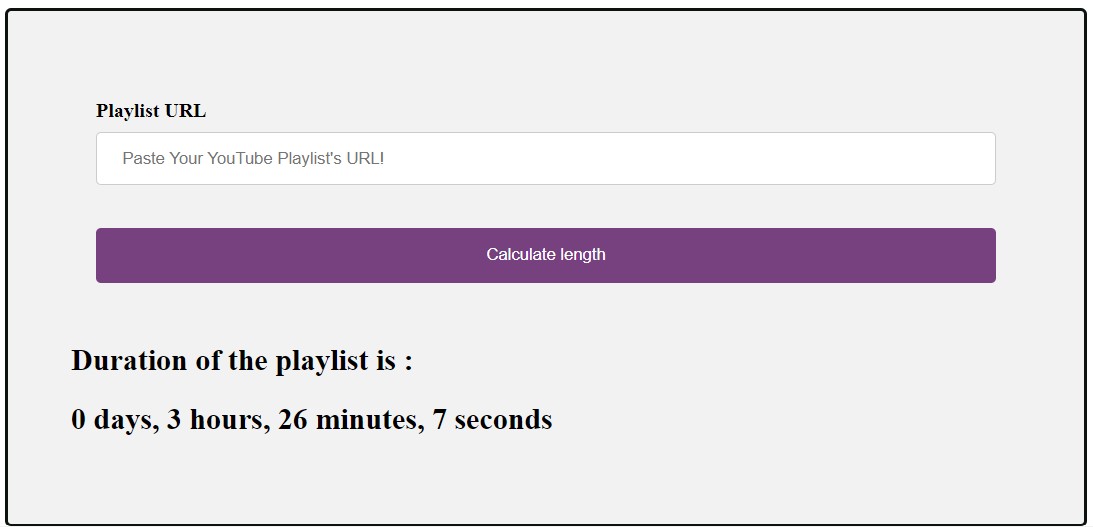 Playlist URL
Paste Your YouTube Playlist's URL!
Calculate length
Duration of the playlist is :
0 days, 3 hours, 26 minutes, 7 seconds